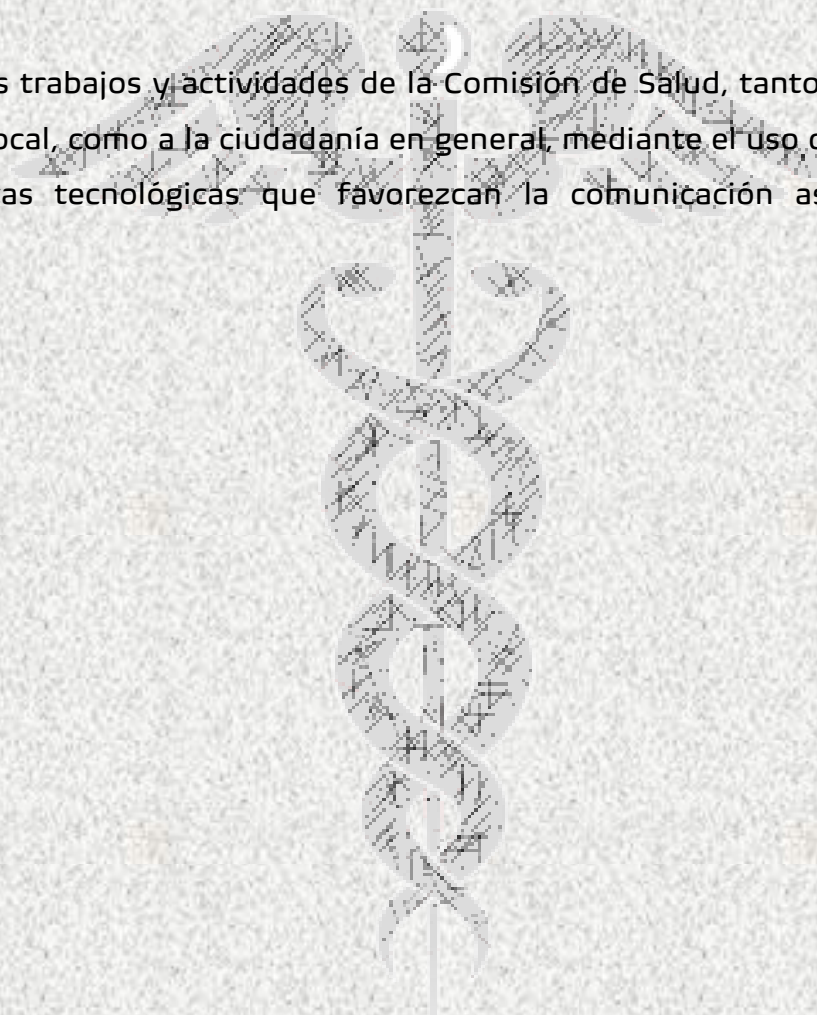 s trabajos y actividades de la Comisión de Salud, tanto
ocal, como a la ciudadanía en general, mediante el uso
as tecnológicas que favorezcan la comunicación as